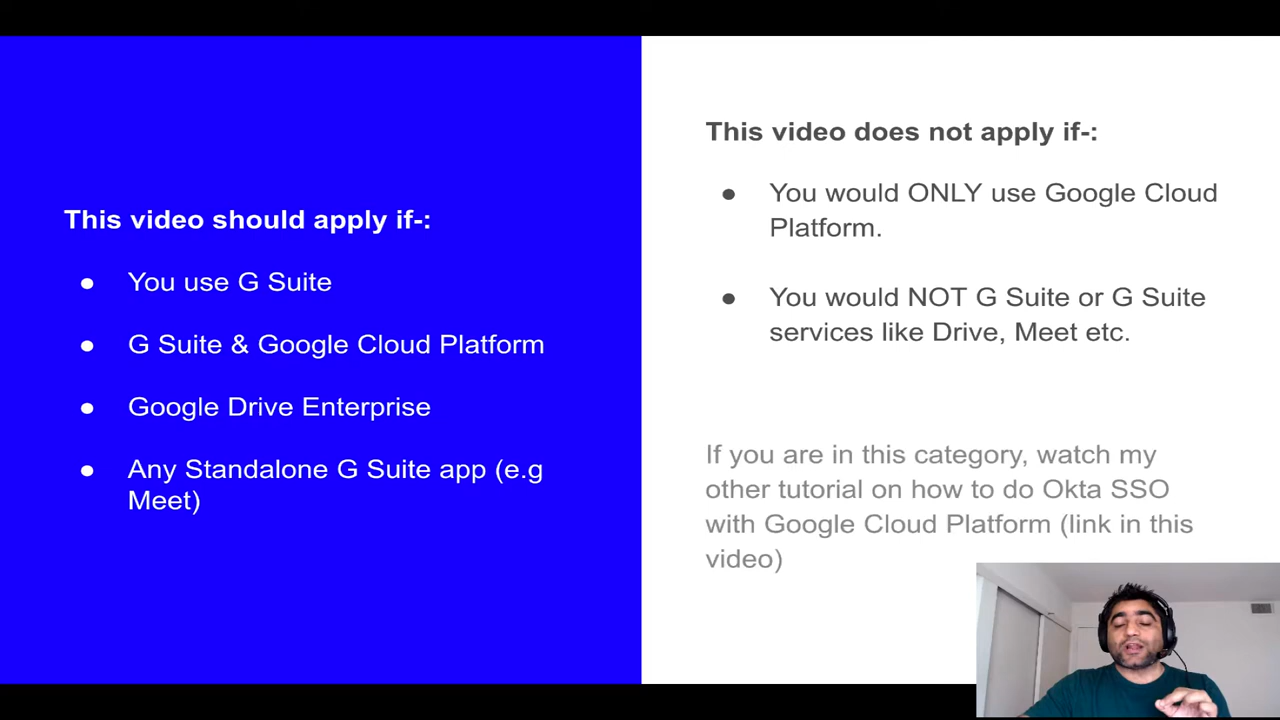 This video should apply if-:
● You use G Suite
● G Suite & Google Cloud Platform
● Google Drive Enterprise
● Any Standalone G Suite app (e.g
Meet)
This video does not apply if-:
● You would ONLY use Google Cloud
Platform.
● You would NOT G Suite or G Suite
services like Drive, Meet etc.
If you are in this category, watch my
other tutorial on how to do Okta SSO
with Google Cloud Platform (link in this
video)